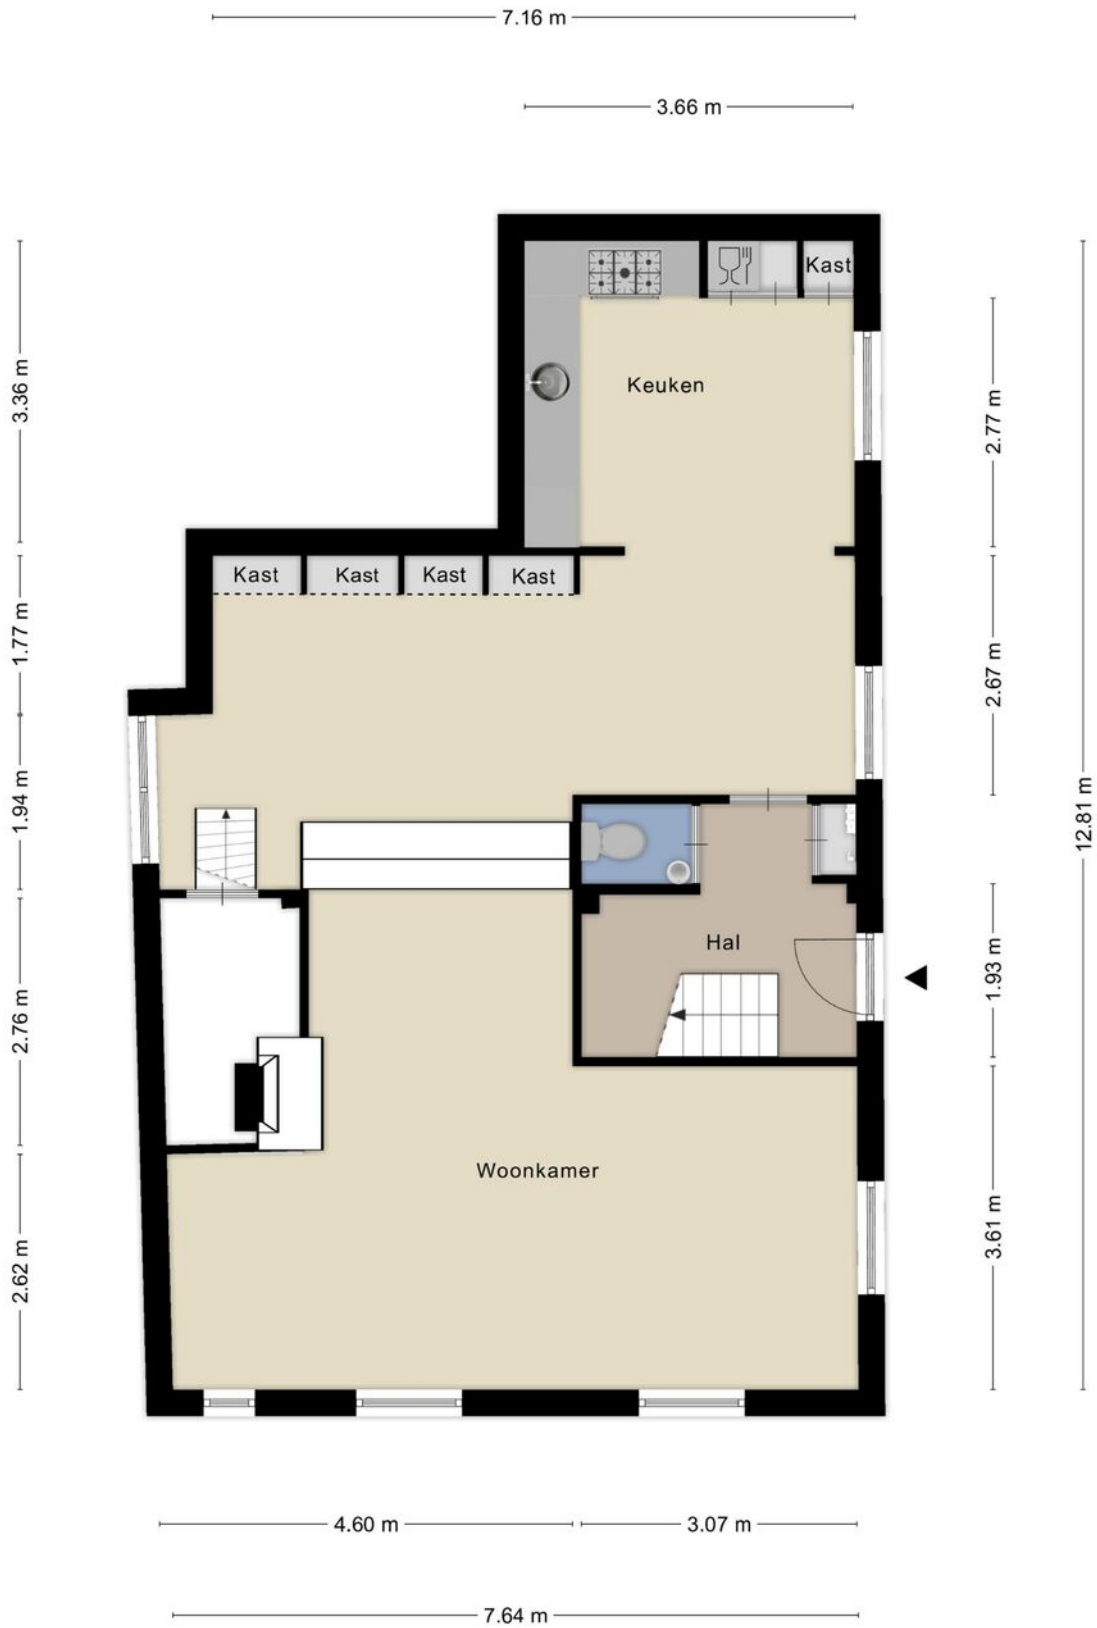 7.16 m
3.66 m
Kast
Keuken
3.36 m
2.77 m
Kast
Kast
Kast
Kast
1.77 m
2.67 m
1.94 m
12.81 m
Hal
1.93 m
2.76 m
Woonkamer
3.61 m
2.62 m
4.60 m
3.07 m
7.64 m